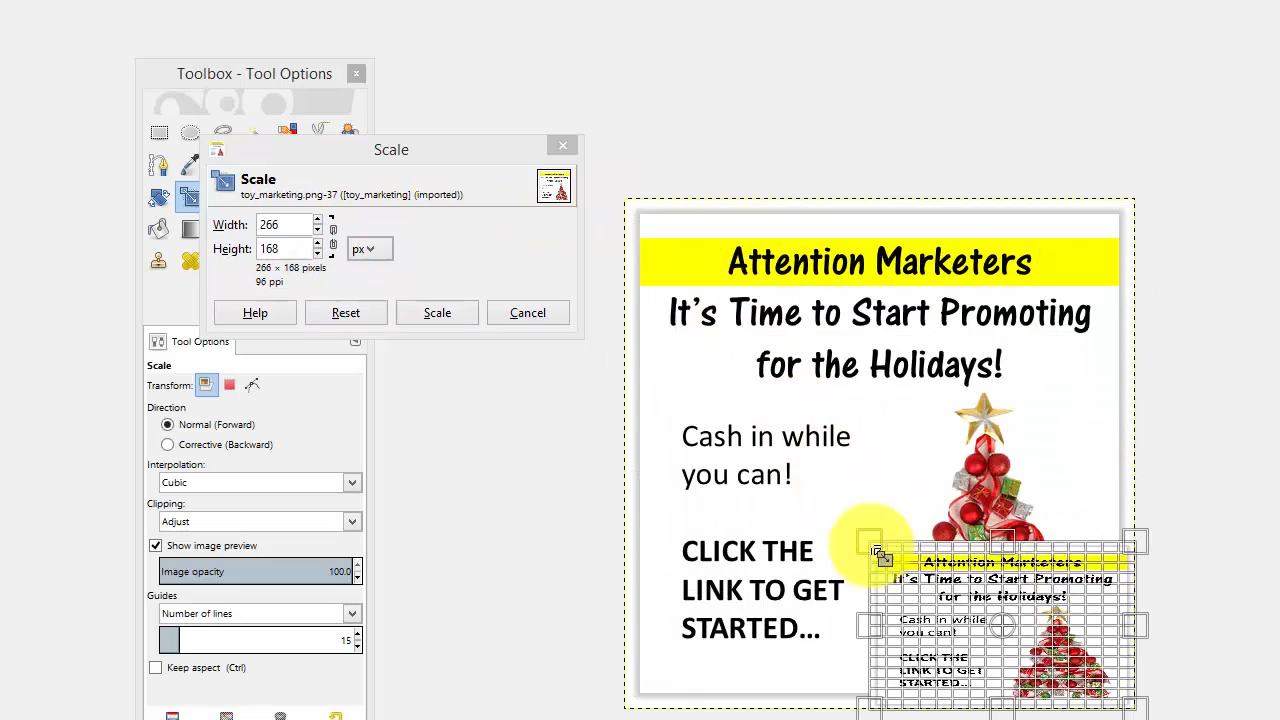 Toolbox - Tool Options
Scale
Scale
toy_marketing.png-37 ([toy_marketing] (imported))
Width: 266
Height: 168 px
266 × 168 pixels
96 ppi
Help Reset Scale Cancel
Tool Options
Scale
Transform:
Direction
Normal (Forward)
Corrective (Backward)
Interpolation:
Cubic
Clipping:
Adjust
Show image preview
Image opacity 100.0
Guides
Number of lines
15
Keep aspect (Ctrl)
Attention Marketers
It's Time to Start Promoting
for the Holidays!
Cash in while
you can!
CLICK THE
LINK TO GET
STARTED...
Attention Marketers
It's Time to Start Promoting
for the Holidays!
Cash in while
you can!
CLICK THE
LINK TO GET
STARTED...